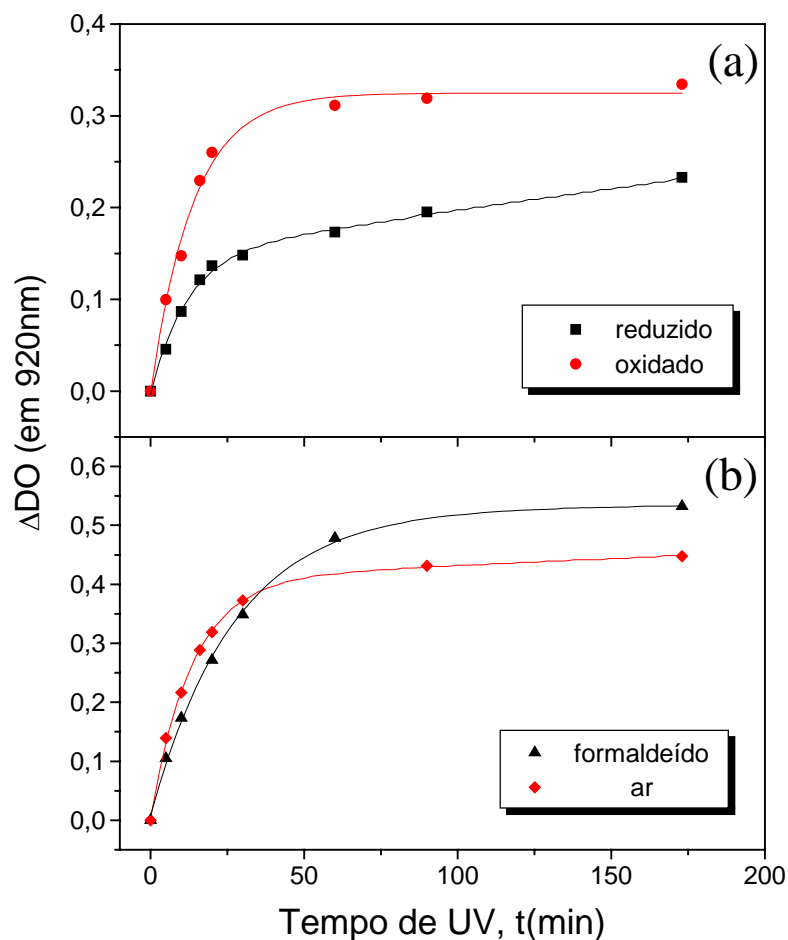 0,4
(a)
0,3
0,2
0,1
0,0
reduzido
oxidado
ΔDO (em 920nm)
(b)
0,6
0,5
0,4
0,3
0,2
0,1
0,0
formaldeído
ar
0 50 100 150 200
Tempo de UV, t(min)